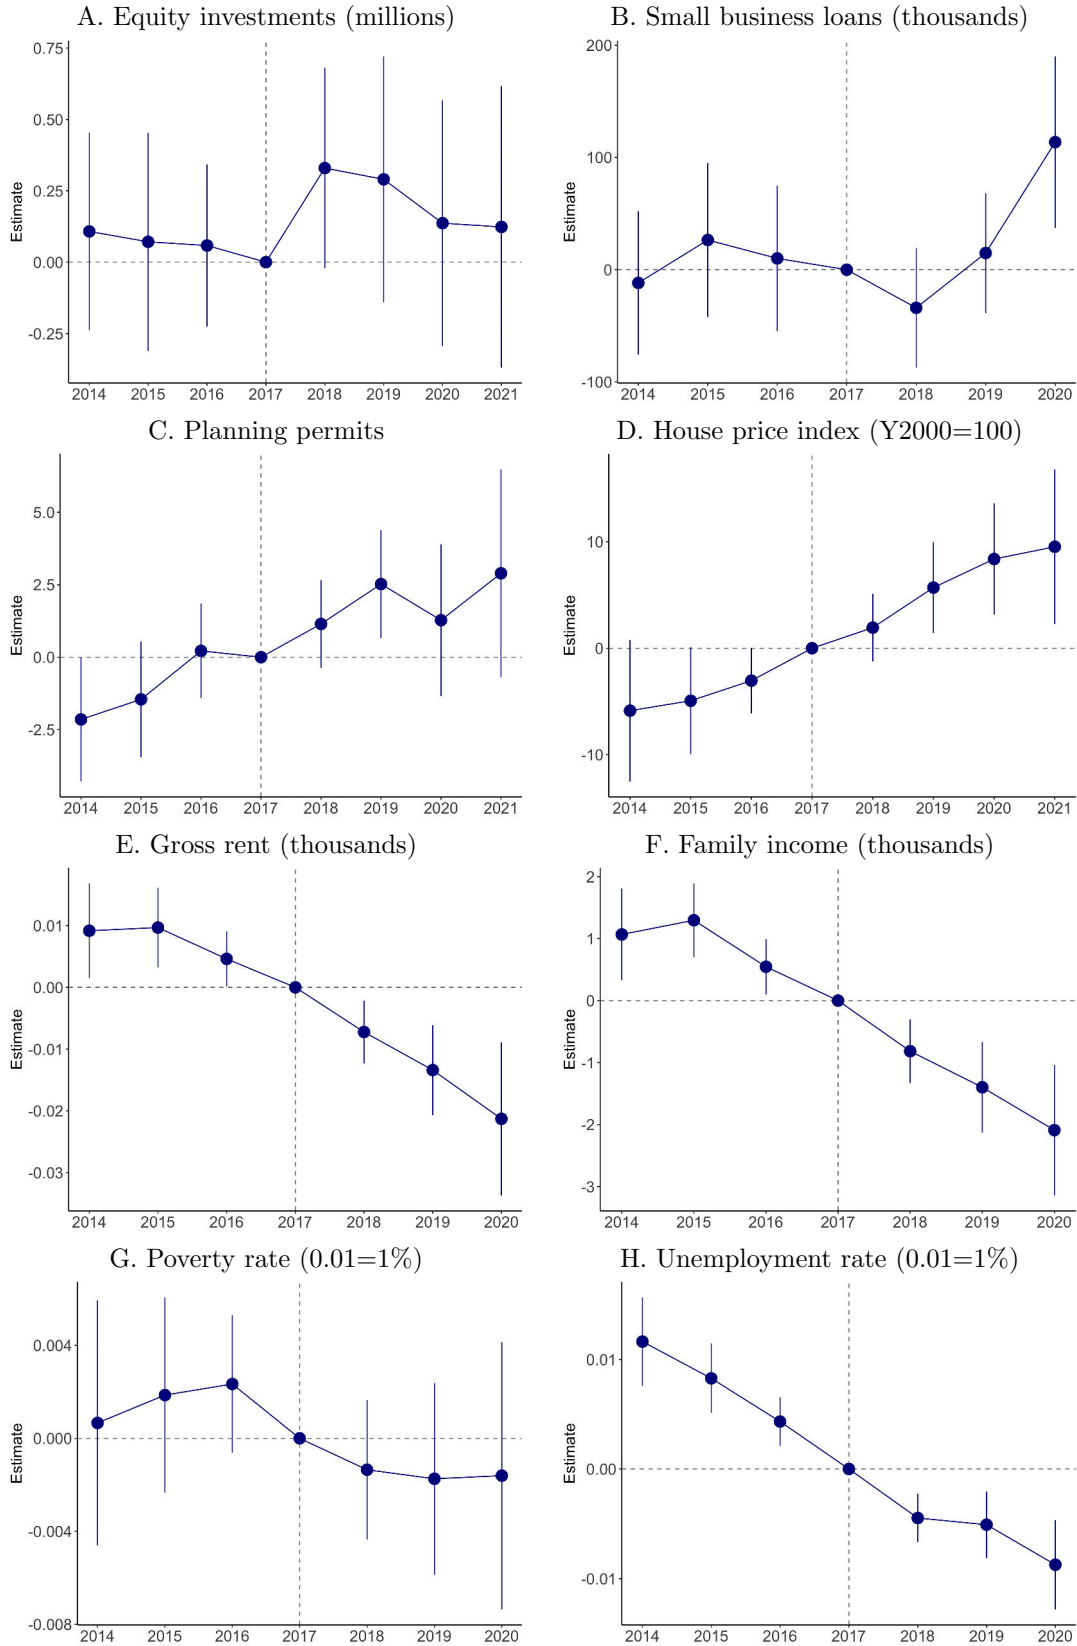 A. Equity investments (millions)
0.75
0.50
0.25
0.00
-0.25
Estimate
2014 2015 2016 2017 2018 2019 2020 2021
B. Small business loans (thousands)
200
100
0
-100
Estimate
2014 2015 2016 2017 2018 2019 2020
C. Planning permits
5.0
2.5
0.0
-2.5
Estimate
2014 2015 2016 2017 2018 2019 2020 2021
D. House price index (Y2000=100)
10
0
-10
Estimate
2014 2015 2016 2017 2018 2019 2020 2021
E. Gross rent (thousands)
0.01
0.00
-0.01
-0.02
-0.03
Estimate
2014 2015 2016 2017 2018 2019 2020
F. Family income (thousands)
2
1
0
-1
-2
-3
Estimate
2014 2015 2016 2017 2018 2019 2020
G. Poverty rate (0.01=1%)
0.004
0.000
-0.004
-0.008
Estimate
2014 2015 2016 2017 2018 2019 2020
H. Unemployment rate (0.01=1%)
0.01
0.00
-0.01
Estimate
2014 2015 2016 2017 2018 2019 2020